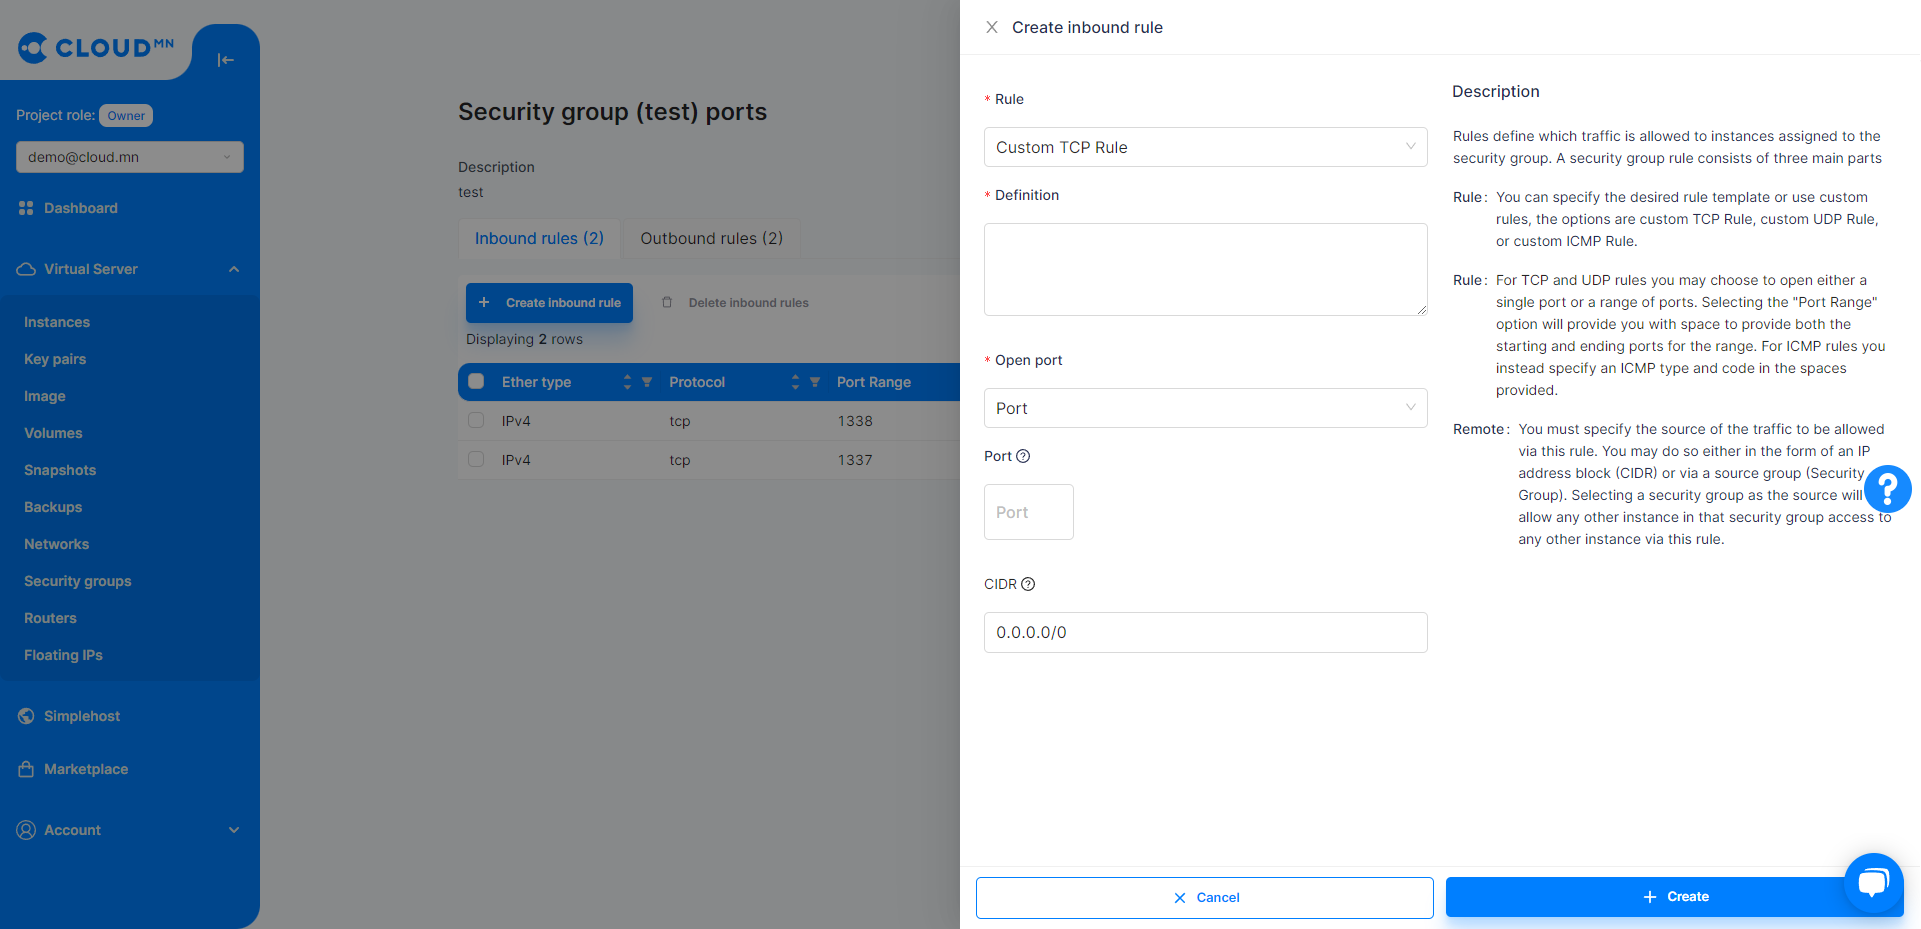 CLOUDMN
Project role: Owner
demo@cloud.mn
Dashboard
Virtual Server
Instances
Key pairs
Image
Volumes
Snapshots
Backups
Networks
Security groups
Routers
Floating IPs
Simplehost
Marketplace
Account
Security group (test) ports
Description
test
Inbound rules (2)
Outbound rules (2)
Create inbound rule
Delete inbound rules
Displaying 2 rows
Ether type Protocol Port Range
IPv4 tcp 1338
IPv4 tcp 1337
Create inbound rule
* Rule
Custom TCP Rule
* Definition
* Open port
Port
Port
Port
CIDR
0.0.0.0/0
Description
Rules define which traffic is allowed to instances assigned to the
security group. A security group rule consists of three main parts
Rule: You can specify the desired rule template or use custom
rules, the options are custom TCP Rule, custom UDP Rule,
or custom ICMP Rule.
Rule: For TCP and UDP rules you may choose to open either a
single port or a range of ports. Selecting the "Port Range"
option will provide you with space to provide both the
starting and ending ports for the range. For ICMP rules you
instead specify an ICMP type and code in the spaces
provided.
Remote: You must specify the source of the traffic to be allowed
via this rule. You may do so either in the form of an IP
address block (CIDR) or via a source group (Security
Group). Selecting a security group as the source will
allow any other instance in that security group access to
any other instance via this rule.
Cancel
Create